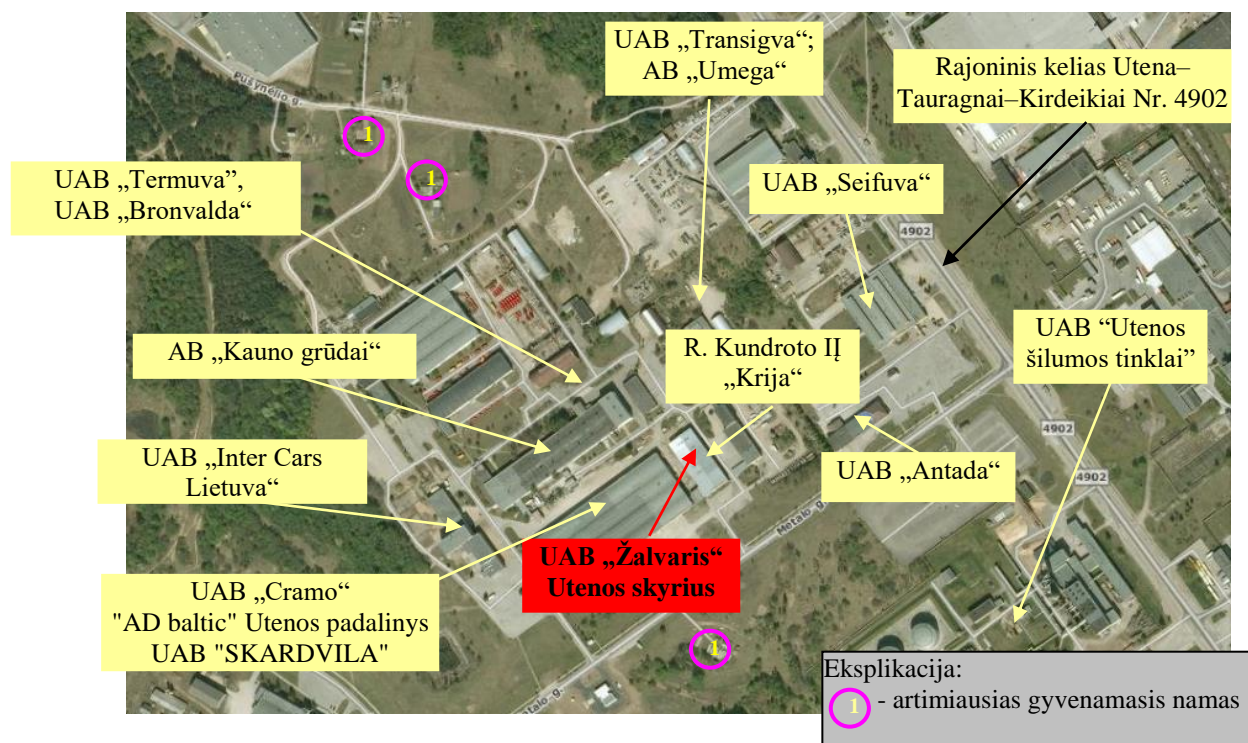 UAB „Transigva“;
AB „Umega“
Rajoninis kelias Utena–
Tauragnai–Kirdeikiai Nr. 4902
Pušynėlio g.
1
1
UAB „Termuva”,
UAB „Bronvalda“
UAB „Seifuva“
4902
AB „Kauno grūdai“
R. Kundroto IĮ
„Krija“
UAB “Utenos
šilumos tinklai”
4902
UAB „Inter Cars
Lietuva“
UAB „Antada“
Metalo g.
UAB „Žalvaris“
Utenos skyrius
UAB „Cramo“
"AD baltic" Utenos padalinys
UAB "SKARDVILA"
1
Metalo g.
Eksplikacija:
1 - artimiausias gyvenamasis namas